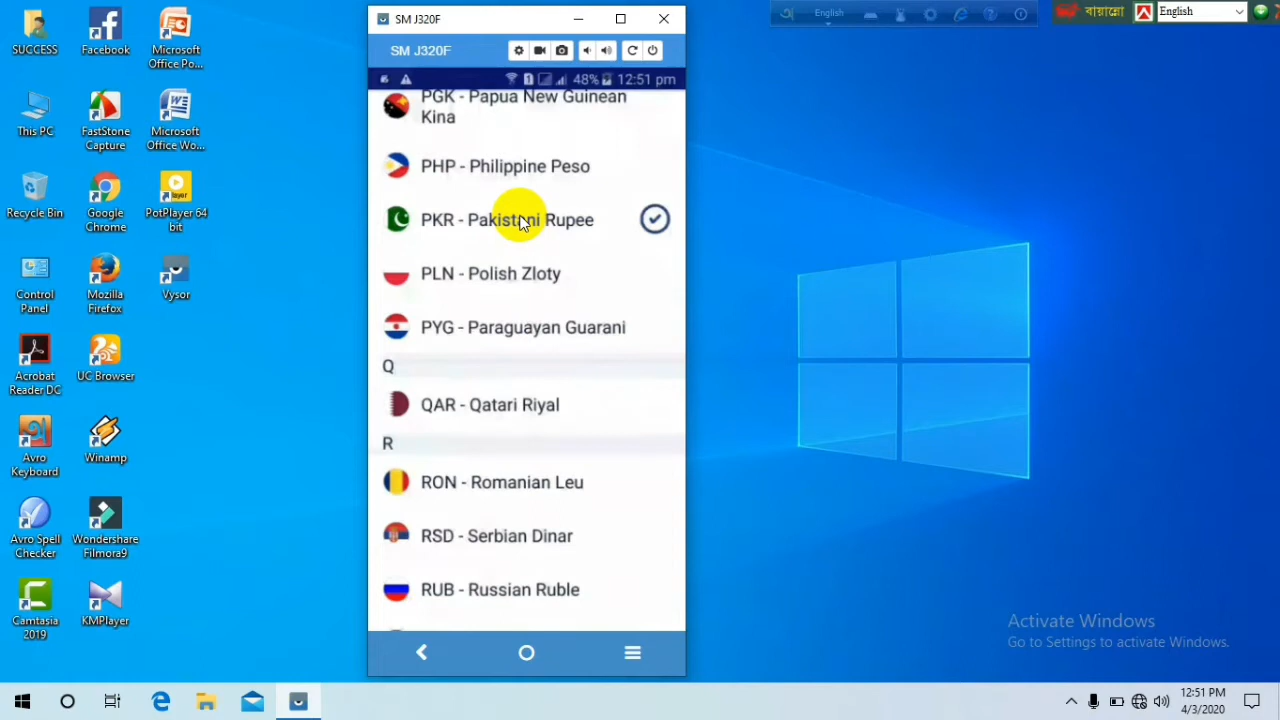 SM J320F
SM J320F
48% 12:51 pm
PGK - Papua New Guinean
Kina
PHP - Philippine Peso
PKR - Pakistani Rupee
PLN - Polish Zloty
PYG - Paraguayan Guarani
Q
QAR - Qatari Riyal
R
RON - Romanian Leu
RSD - Serbian Dinar
RUB - Russian Ruble
SUCCESS
Facebook
Microsoft
Office Po...
This PC
FastStone
Capture
Microsoft
Office Wo...
Recycle Bin
Google
Chrome
PotPlayer 64
bit
Control
Panel
Mozilla
Firefox
Vysor
Acrobat
Reader DC
UC Browser
Avro
Keyboard
Winamp
Avro Spell
Checker
Wondershare
Filmora9
Camtasia
2019
KMPlayer
English
English
Activate Windows
Go to Settings to activate Windows.
12:51 PM
4/3/2020